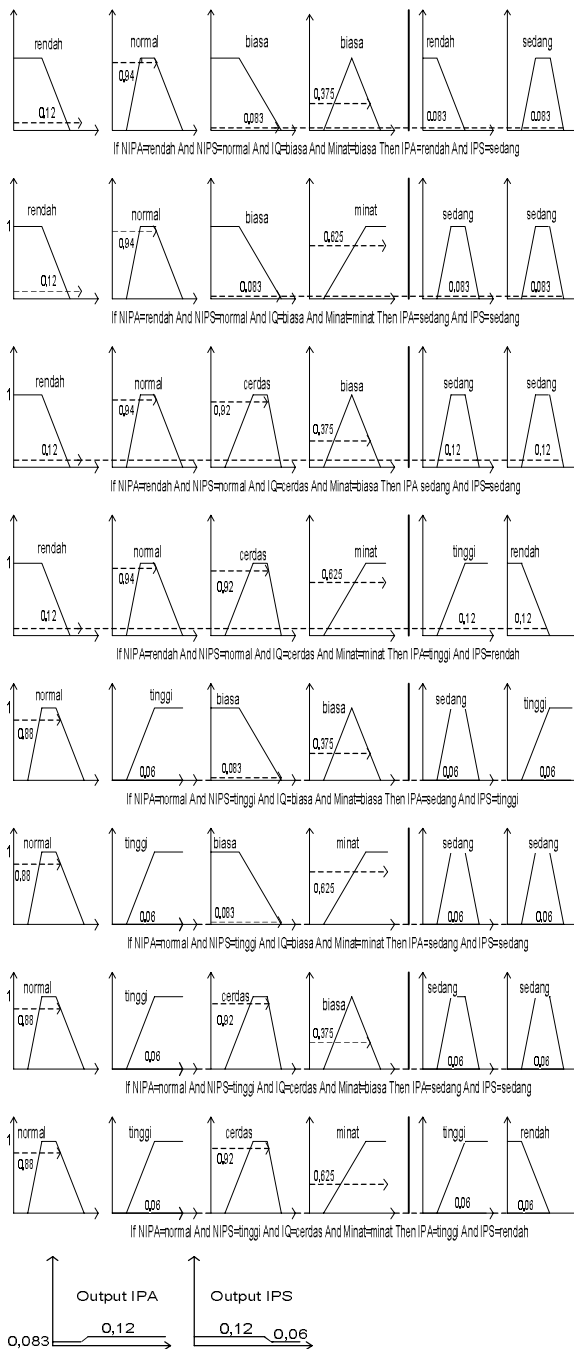 rendah normal biasa biasa rendah sedang
0,12 0,94 0,083 0,375 0,083 0,083
If NIPA=rendah And NIPS=normal And IQ=biasa And Minat=biasa Then IPA=rendah And IPS=sedang
rendah normal biasa minat sedang sedang
1 0,12 0,94 0,083 0,625 0,083 0,083
If NIPA=rendah And NIPS=normal And IQ=biasa And Minat=minat Then IPA=sedang And IPS=sedang
rendah normal cerdas biasa sedang sedang
1 0,12 0,94 0,92 0,375 0,12 0,12
If NIPA=rendah And NIPS=normal And IQ=cerdas And Minat=biasa Then IPA sedang And IPS=sedang
rendah normal cerdas minat tinggi rendah
1 0,12 0,94 0,92 0,625 0,12 0,12
If NIPA=rendah And NIPS=normal And IQ=cerdas And Minat=minat Then IPA=tinggi And IPS=rendah
normal tinggi biasa biasa sedang tinggi
1 0,88 0,06 0,083 0,375 0,06 0,06
If NIPA=normal And NIPS=tinggi And IQ=biasa And Minat=biasa Then IPA=sedang And IPS=tinggi
normal tinggi biasa minat sedang sedang
1 0,88 0,06 0,083 0,625 0,06 0,06
If NIPA=normal And NIPS=tinggi And IQ=biasa And Minat=minat Then IPA=sedang And IPS=sedang
normal tinggi cerdas biasa sedang sedang
1 0,88 0,06 0,92 0,375 0,06 0,06
If NIPA=normal And NIPS=tinggi And IQ=cerdas And Minat=biasa Then IPA=sedang And IPS=sedang
normal tinggi cerdas minat tinggi rendah
1 0,88 0,06 0,92 0,625 0,06 0,06
If NIPA=normal And NIPS=tinggi And IQ=cerdas And Minat=minat Then IPA=tinggi And IPS=rendah
Output IPA Output IPS
0,083 0,12 0,12 0,06